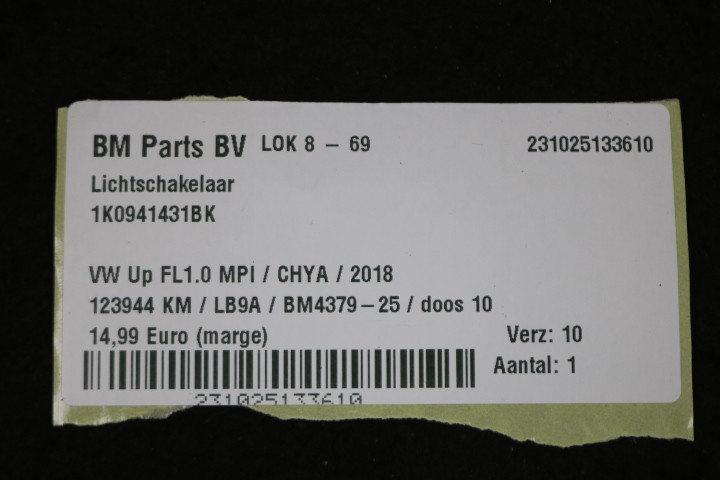 BM Parts BV LOK 8 - 69 231025133610
Lichtschakelaar
1K0941431BK
VW Up FL1.0 MPI / CHYA / 2018
123944 KM / LB9A / BM4379-25 / doos 10
14,99 Euro (marge) Verz: 10
Aantal: 1
231025133610